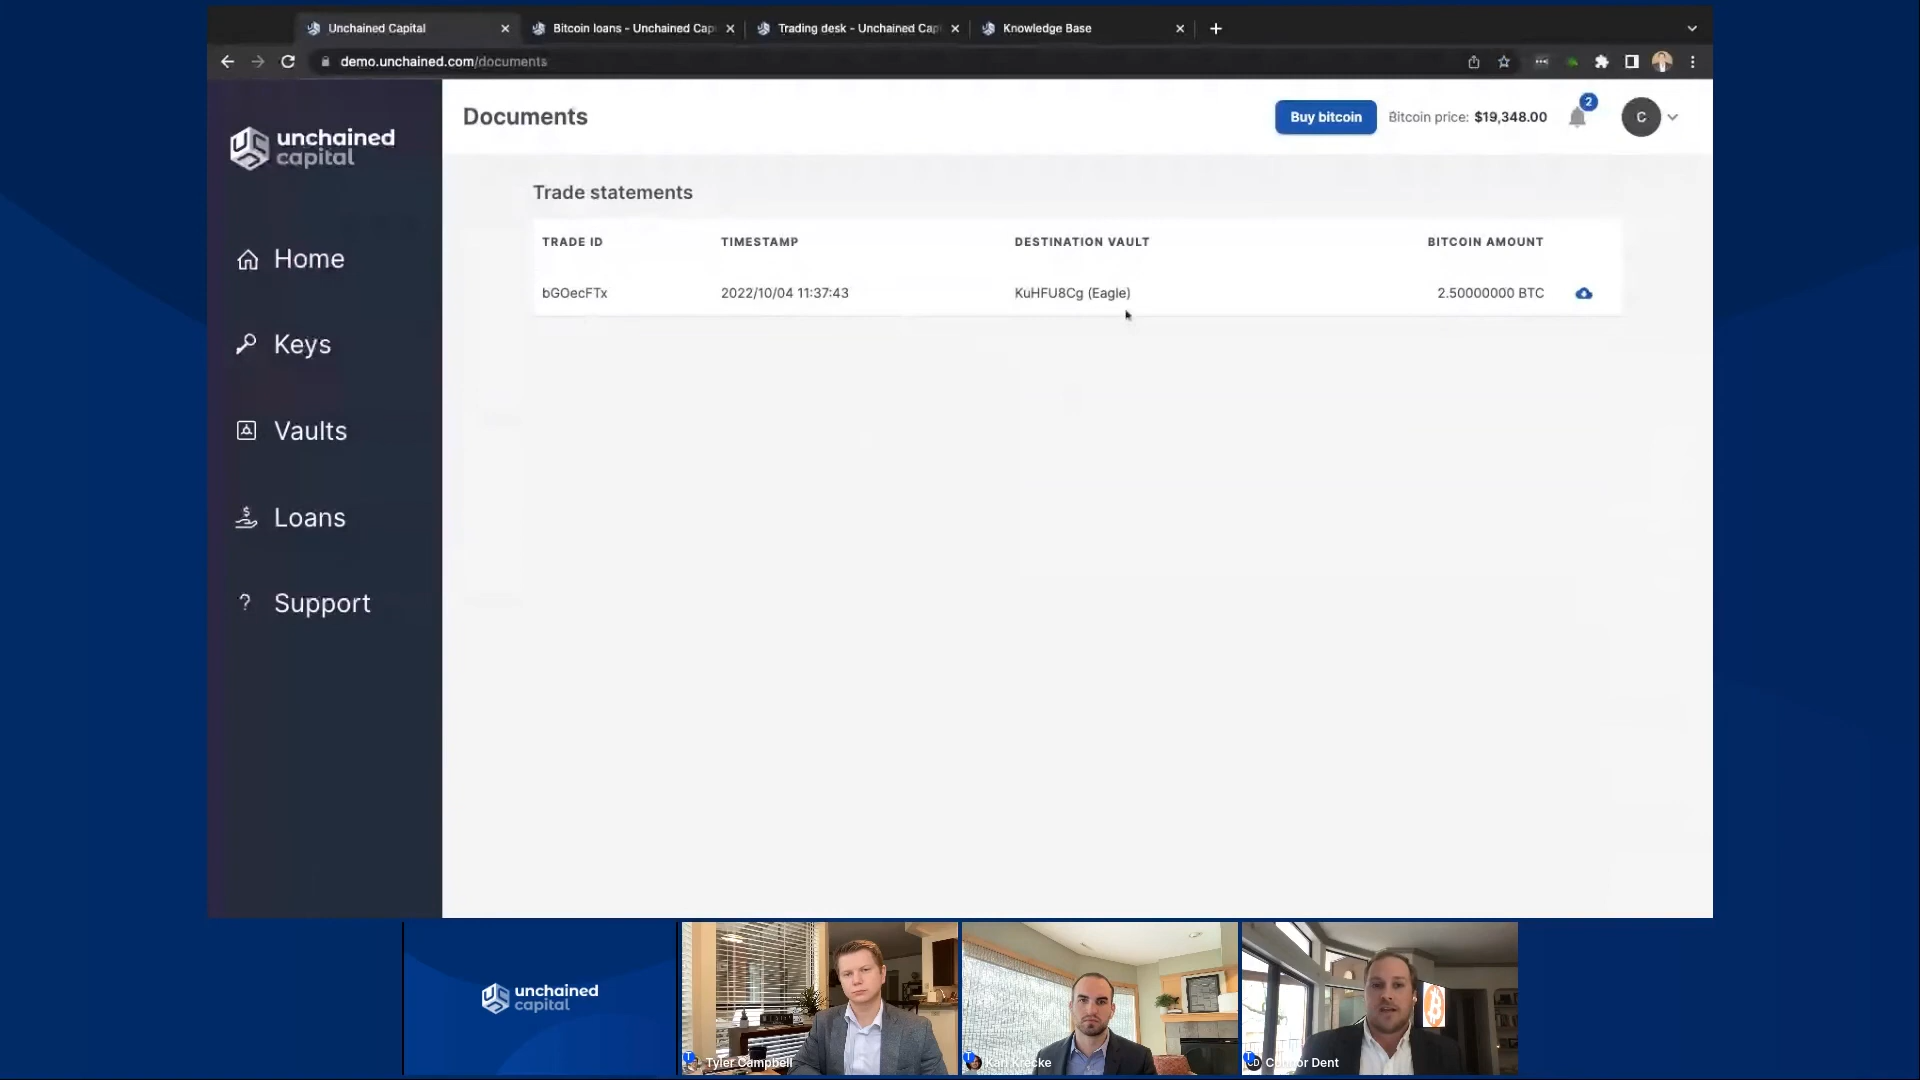 Unchained Capital
Bitcoin loans - Unchained Cap
Trading desk - Unchained Cap
Knowledge Base
demo.unchained.com/documents
unchained
capital
Documents
Buy bitcoin
Bitcoin price: $19,348.00
2
C
Home
Keys
Vaults
Loans
Support
Trade statements
TRADE ID
TIMESTAMP
DESTINATION VAULT
BITCOIN AMOUNT
bGOecFTx
2022/10/04 11:37:43
KuHFU8Cg (Eagle)
2.50000000 BTC
unchained
capital
Tyler Campbell
Krecke
Connor Dent